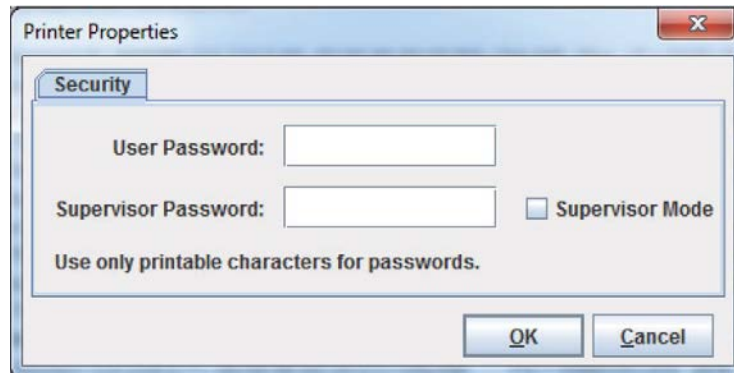 Printer Properties
Security
User Password:
Supervisor Password: Supervisor Mode
Use only printable characters for passwords.
OK Cancel